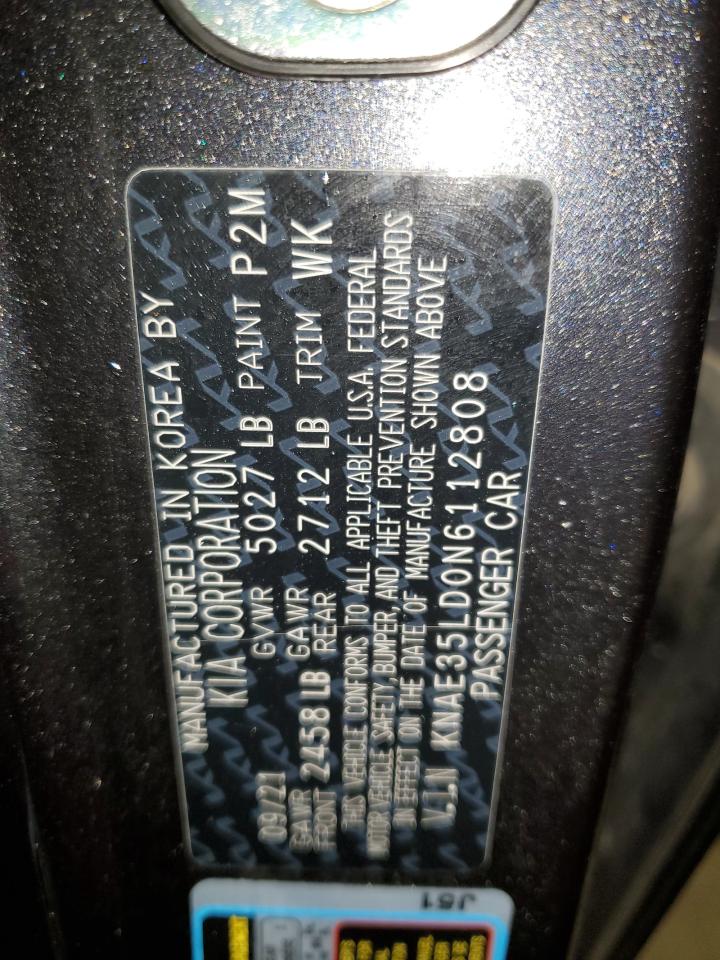 MANUFACTURED IN KOREA BY
KIA CORPORATION
09/21 GVWR 5027 LB PAINT P2M
GAWR FRONT 2458 LB GAWR REAR 2712 LB TRIM WK
THIS VEHICLE CONFORMS TO ALL APPLICABLE U.S.A. FEDERAL
MOTOR VEHICLE SAFETY, BUMPER, AND THEFT PREVENTION STANDARDS
IN EFFECT ON THE DATE OF MANUFACTURE SHOWN ABOVE
V.I.N KNAE35LD0N6112808
PASSENGER CAR
J51